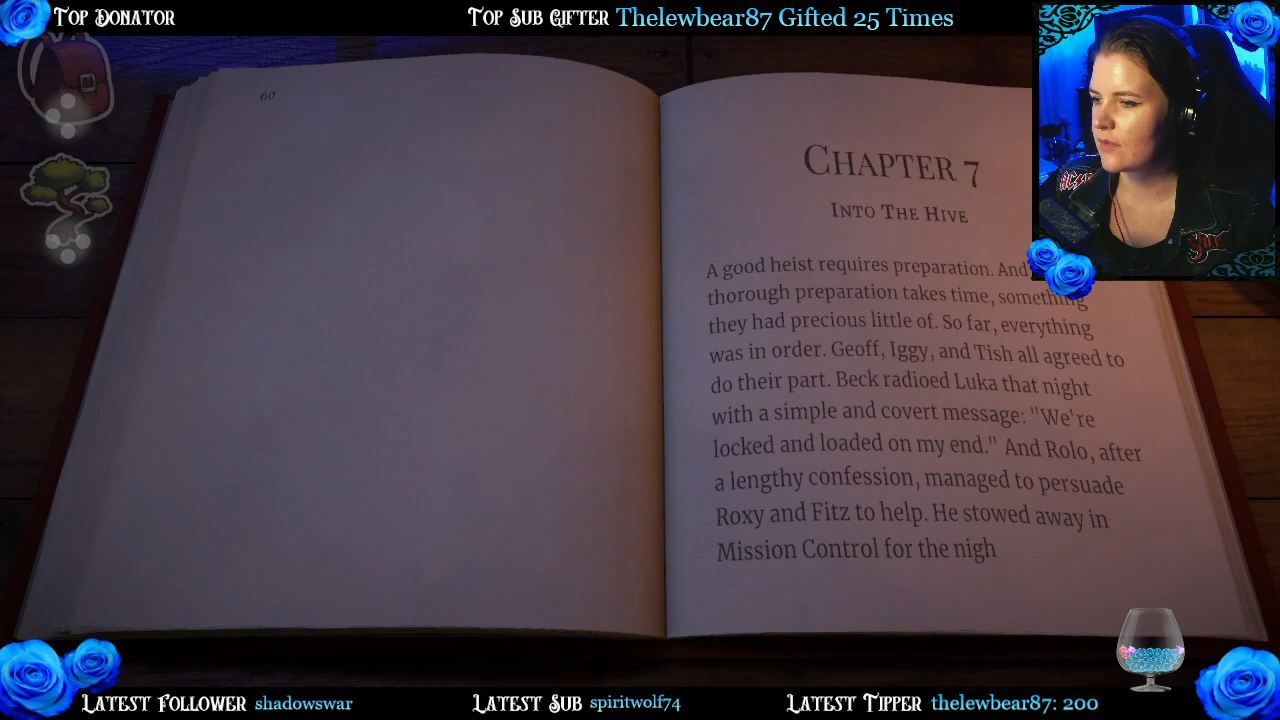 Top Donator
Top Sub Gifter Thelewbear87 Gifted 25 Times
60
Chapter 7
Into The Hive
A good heist requires preparation. And
thorough preparation takes time, something
they had precious little of. So far, everything
was in order. Geoff, Iggy, and Tish all agreed to
do their part. Beck radioed Luka that night
with a simple and covert message: "We're
locked and loaded on my end." And Rolo, after
a lengthy confession, managed to persuade
Roxy and Fitz to help. He stowed away in
Mission Control for the nigh
Latest Follower shadowswar
Latest Sub spiritwolf74
Latest Tipper thelewbear87: 200